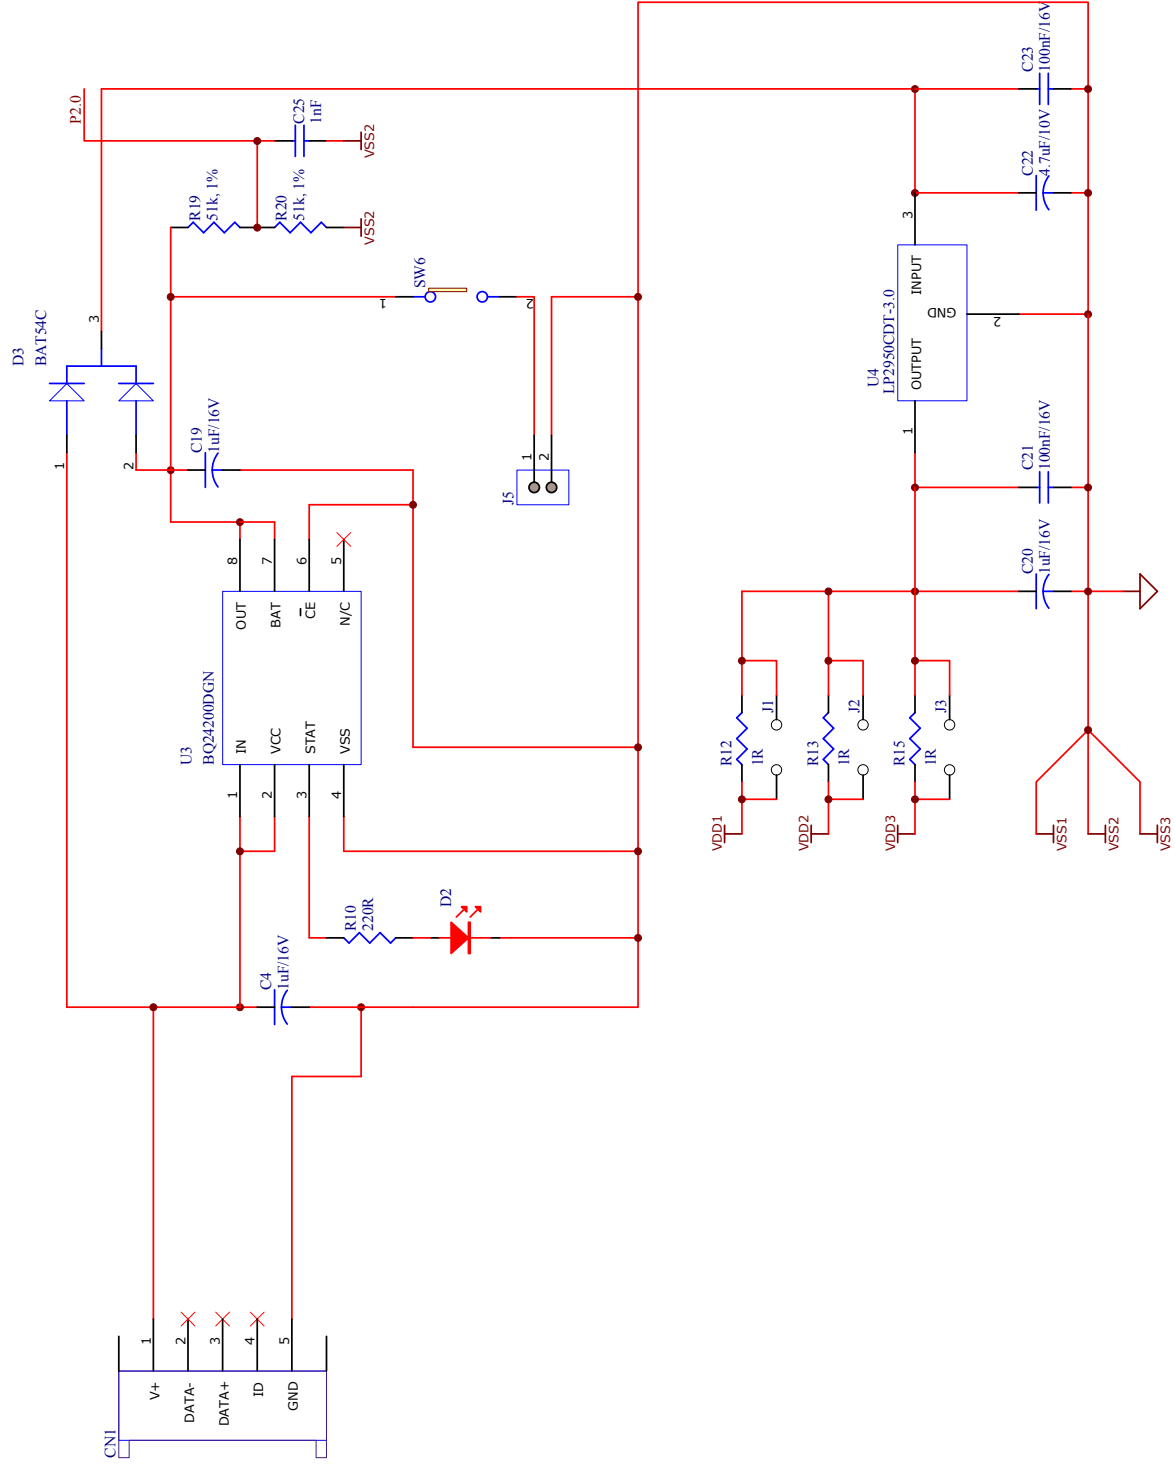 CN1
V+
DATA-
DATA+
ID
GND
1
2
3
4
5
C4
1uF/16V
R10
220R
D2
U3
BQ24200DGN
IN
VCC
STAT
VSS
OUT
BAT
CE
N/C
1
2
3
4
8
7
6
5
D3
BAT54C
1
2
3
C19
1uF/16V
P2.0
R19
51k, 1%
R20
51k, 1%
C25
1nF
VSS2
VSS2
SW6
1
2
J5
1
2
VDD1
VDD2
VDD3
R12
1R
J1
R13
1R
J2
R15
1R
J3
VSS1
VSS2
VSS3
C20
1uF/16V
C21
100nF/16V
U4
LP2950CDT-3.0
OUTPUT
INPUT
GND
1
2
3
C22
4.7uF/10V
C23
100nF/16V